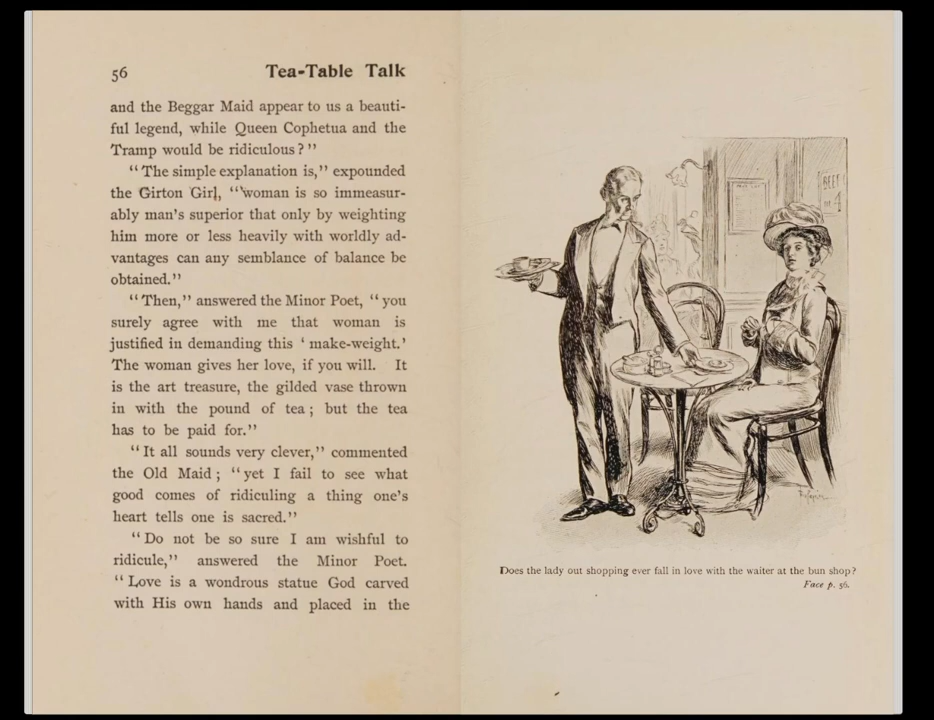 56 Tea-Table Talk
and the Beggar Maid appear to us a beauti-
ful legend, while Queen Cophetua and the
Tramp would be ridiculous?"
"The simple explanation is," expounded
the Girton Girl, "woman is so immeasur-
ably man's superior that only by weighting
him more or less heavily with worldly ad-
vantages can any semblance of balance be
obtained."
"Then," answered the Minor Poet, "you
surely agree with me that woman is
justified in demanding this 'make-weight.'
The woman gives her love, if you will. It
is the art treasure, the gilded vase thrown
in with the pound of tea; but the tea
has to be paid for."
"It all sounds very clever," commented
the Old Maid; "yet I fail to see what
good comes of ridiculing a thing one's
heart tells one is sacred."
"Do not be so sure I am wishful to
ridicule," answered the Minor Poet.
"Love is a wondrous statue God carved
with His own hands and placed in the
BEEF
4
Does the lady out shopping ever fall in love with the waiter at the bun shop?
Face p. 56.